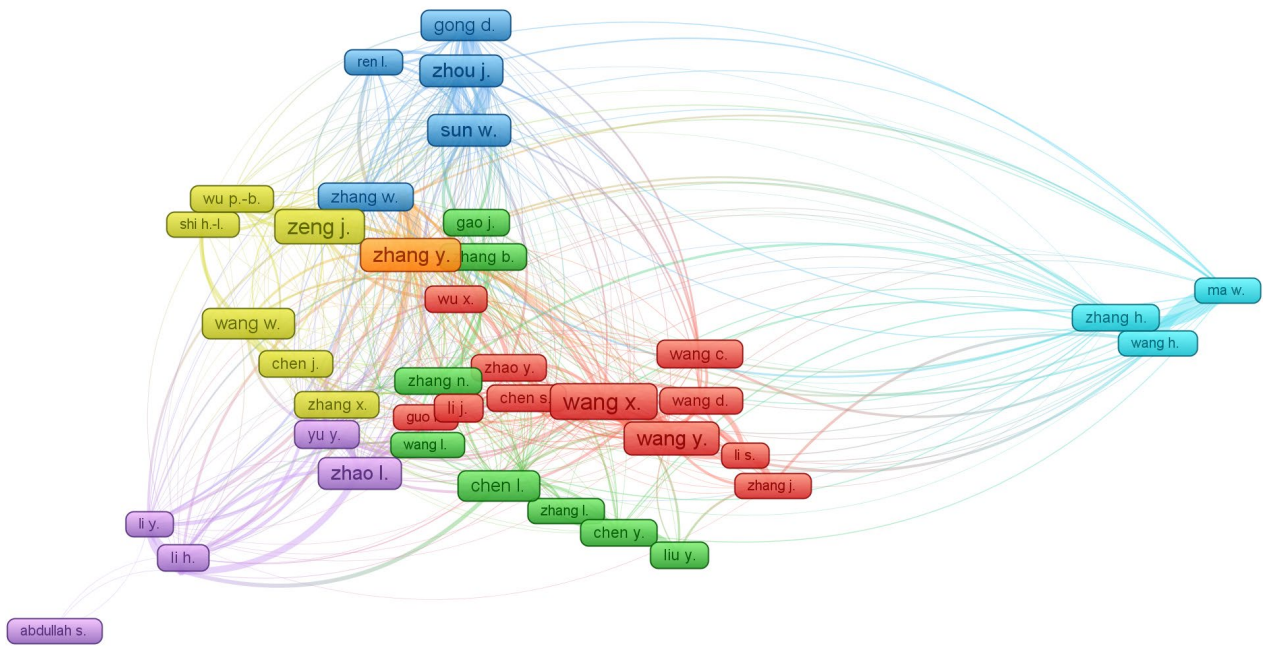 gong d.
ren l.
zhou j.
sun w.
zhang w.
wu p.-b.
shi h.-l.
zeng j.
gao j.
zhang y.
hang b.
wu x.
ma w.
zhang h.
wang h.
wang w.
chen j.
wang c.
zhao y.
zhang n.
zhang x.
chen s.
wang x.
wang d.
guo
li j.
yu y.
wang l.
wang y.
li s.
zhao l.
chen l.
zhang j.
zhang l.
li y.
chen y.
liu y.
li h.
abdullah s.